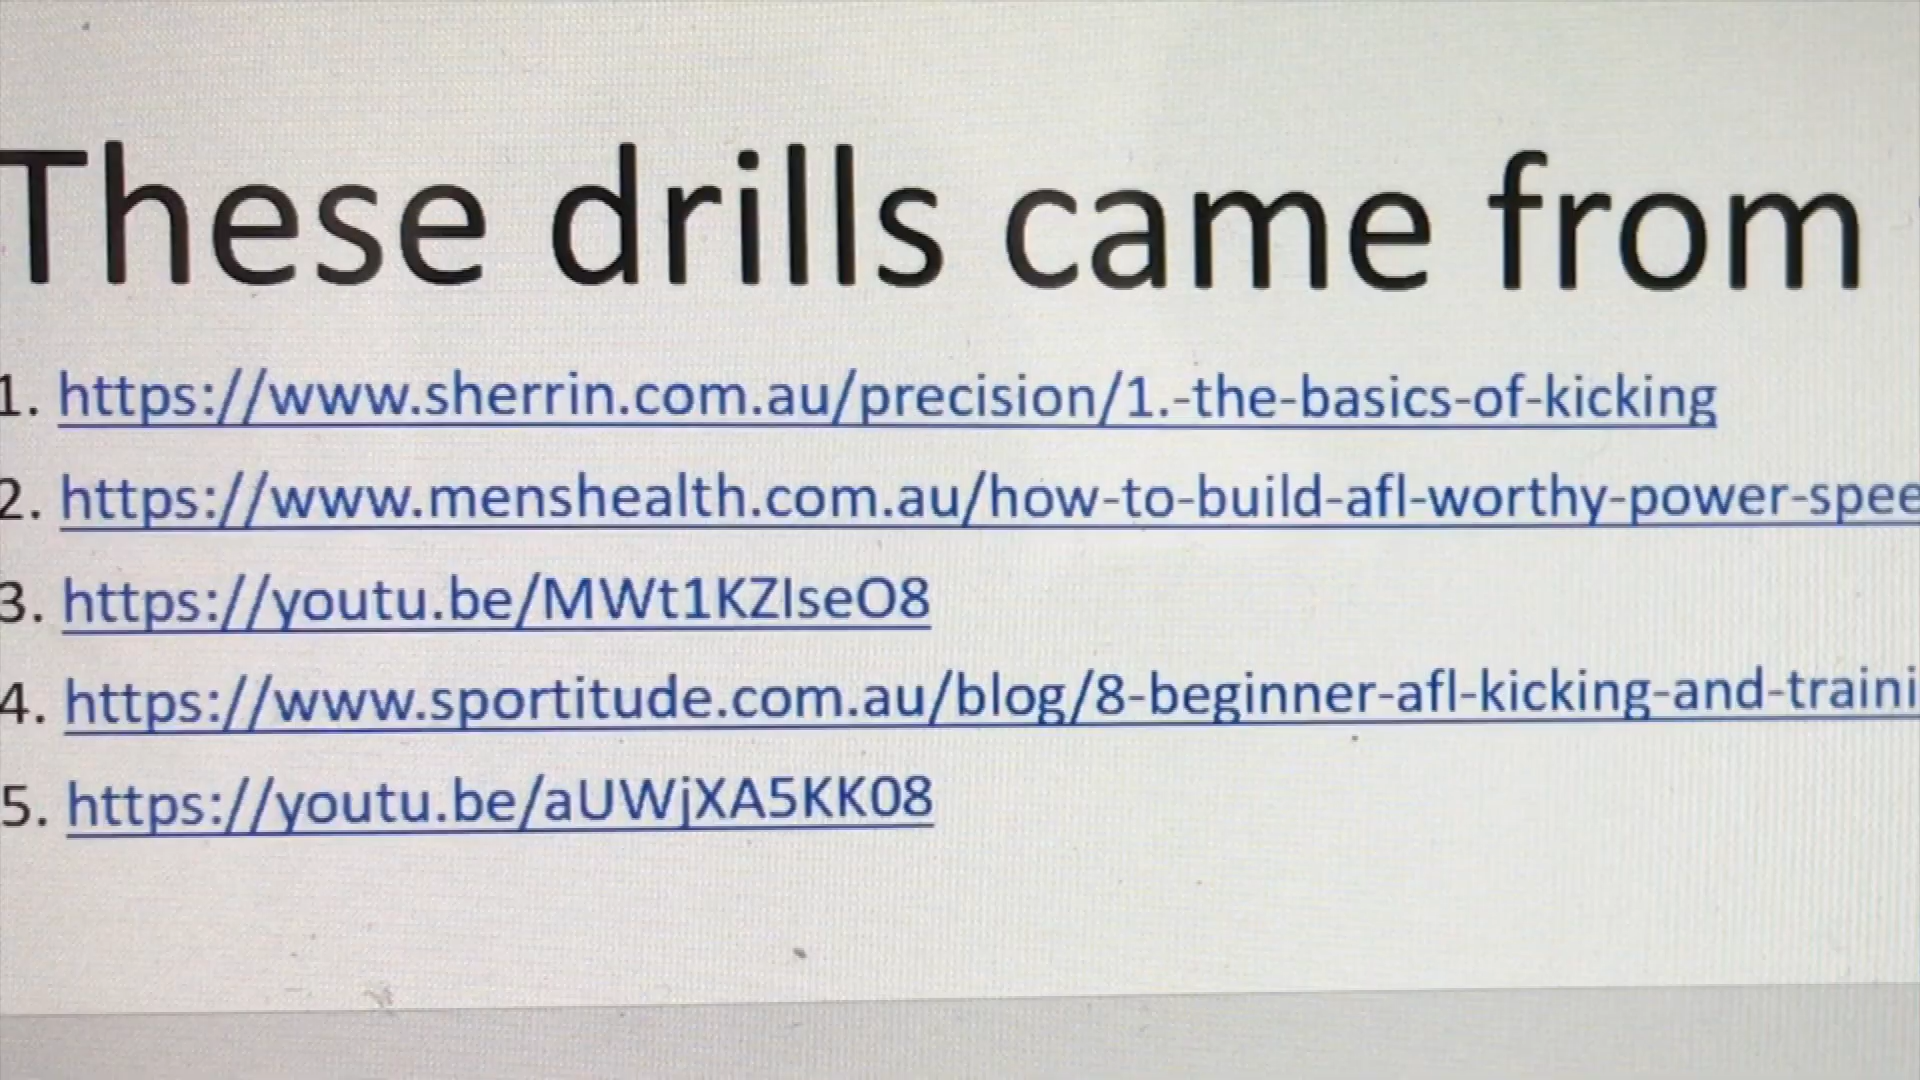 These drills came from
1. https://www.sherrin.com.au/precision/1.-the-basics-of-kicking
2. https://www.menshealth.com.au/how-to-build-afl-worthy-power-spee
3. https://youtu.be/MWt1KZIseO8
4. https://www.sportitude.com.au/blog/8-beginner-afl-kicking-and-traini
5. https://youtu.be/aUWjXA5KK08